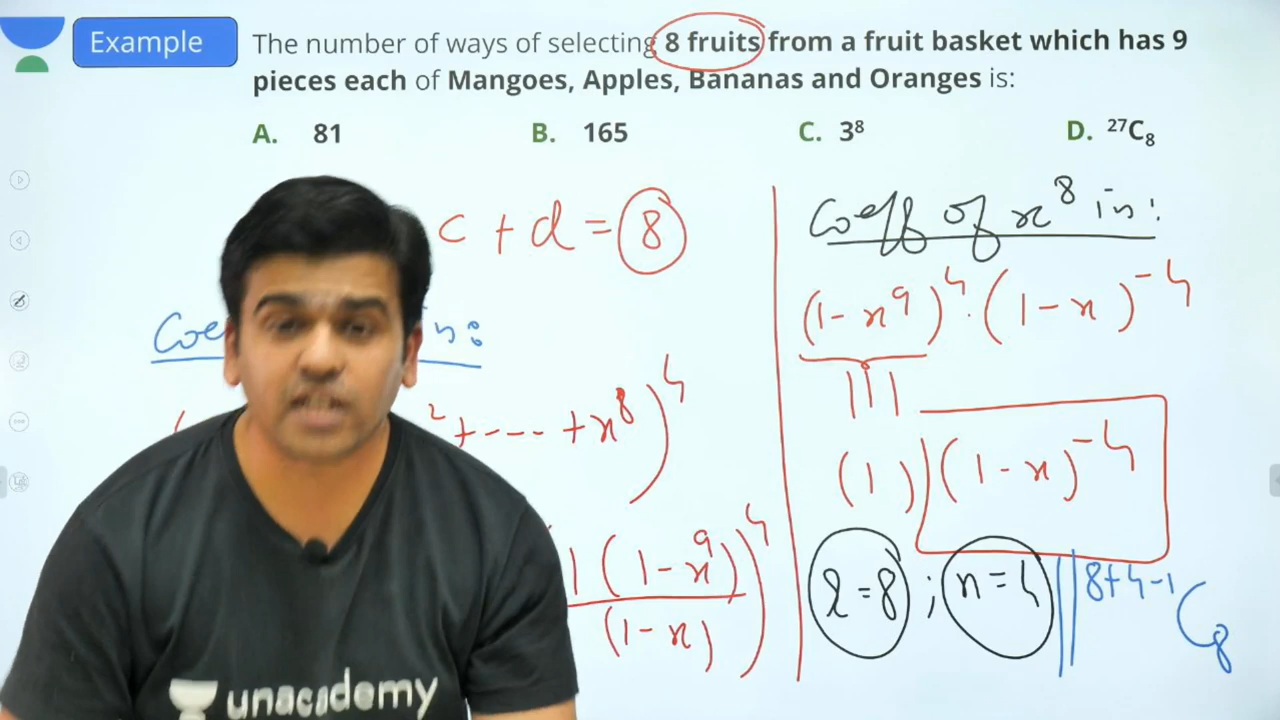 Example
The number of ways of selecting 8 fruits from a fruit basket which has 9
pieces each of Mangoes, Apples, Bananas and Oranges is:
A. 81 B. 165 C. 3⁸ D. ²⁷C₈
c + d = 8
Coeff of x⁸ in:
(1-x⁹)⁴ · (1-x)⁻⁴
(1) (1-x)⁻⁴
r=8 ; n=4 || ⁸⁺⁴⁻¹C₈
² + --- + x⁸)⁴
(1-x⁹))⁴
(1-x)
unacademy